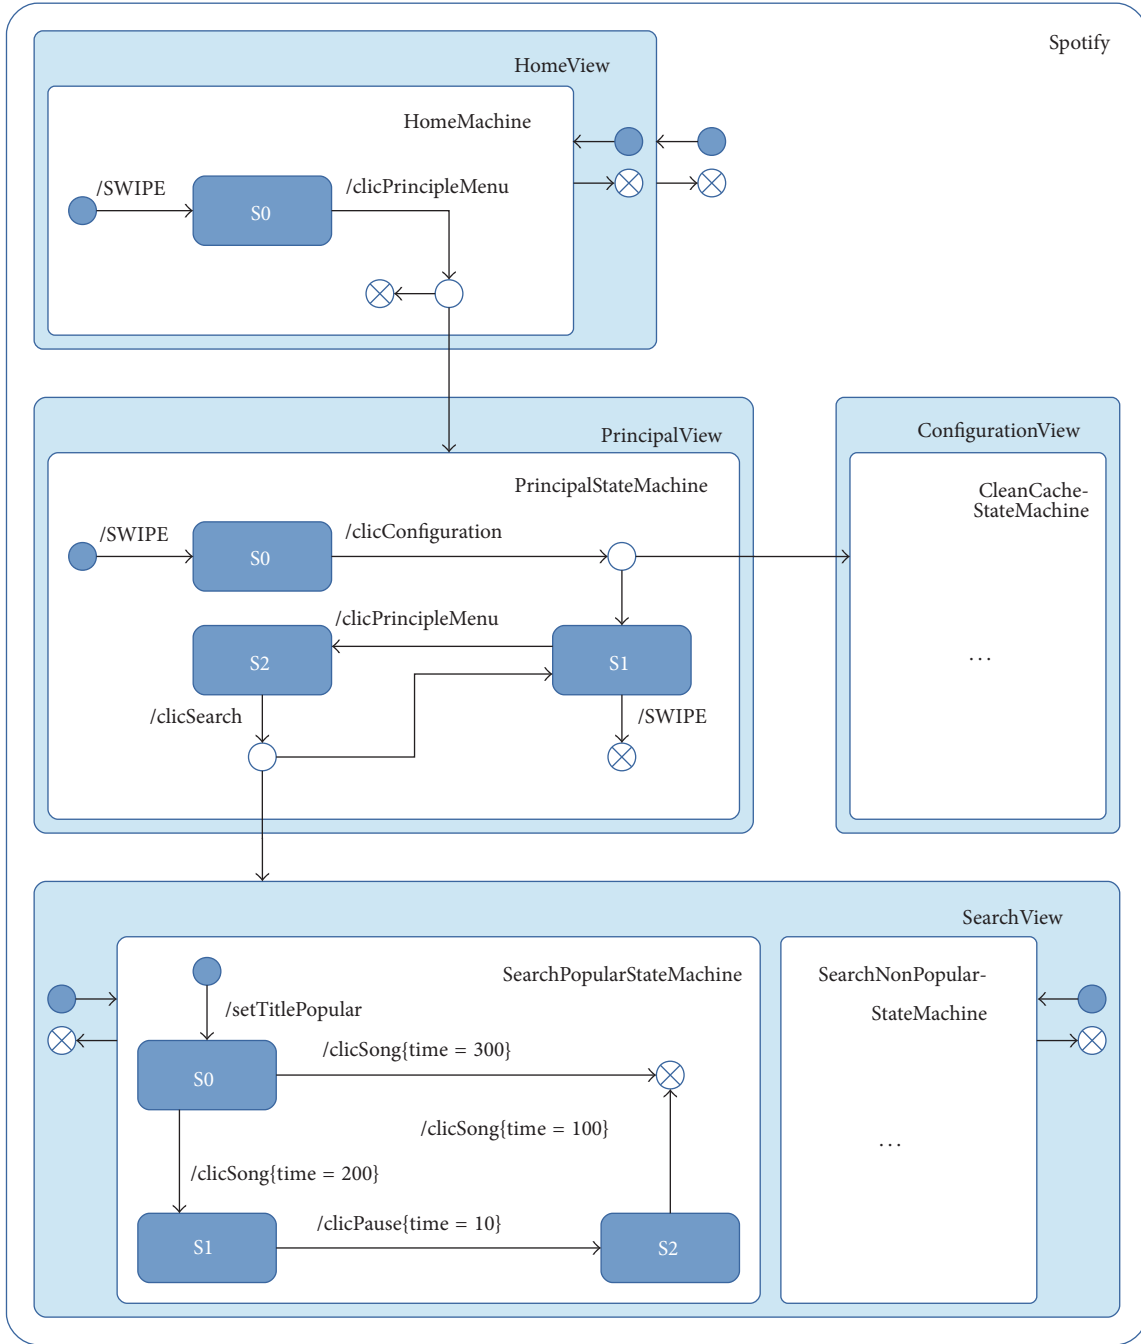 Spotify
HomeView
HomeMachine
/SWIPE
/clicPrincipleMenu
S0
PrincipalView
PrincipalStateMachine
/SWIPE
/clicConfiguration
S0
/clicPrincipleMenu
S2
S1
/clicSearch
/SWIPE
ConfigurationView
CleanCache-
StateMachine
...
SearchView
SearchPopularStateMachine
/setTitlePopular
/clicSong{time = 300}
S0
/clicSong{time = 100}
/clicSong{time = 200}
/clicPause{time = 10}
S1
S2
SearchNonPopular-
StateMachine
...